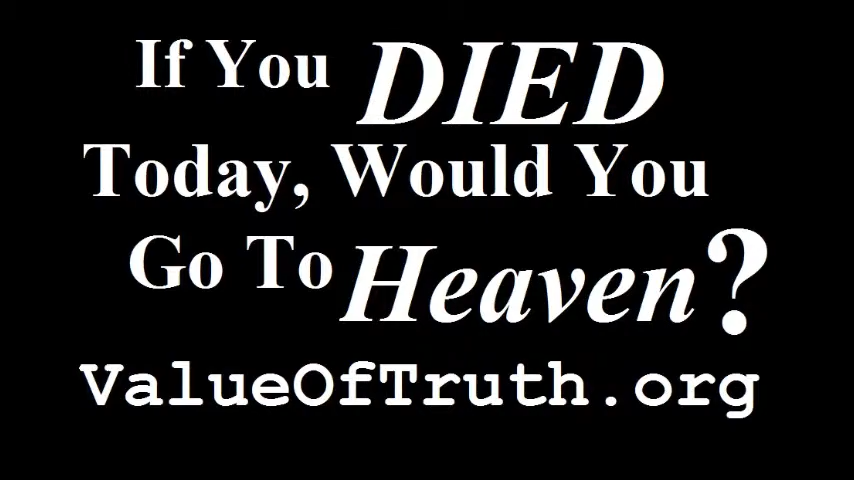 If You DIED
Today, Would You
Go To Heaven?
ValueOfTruth.org